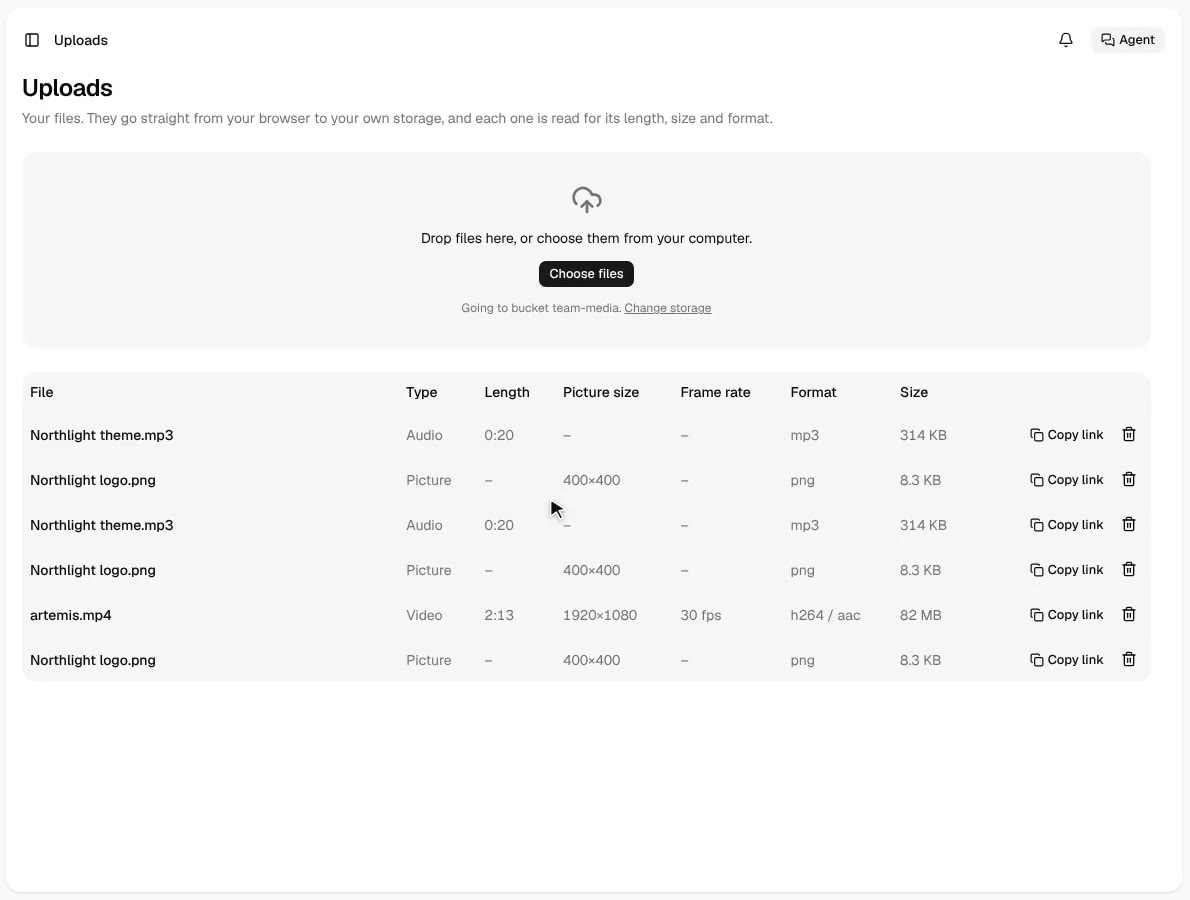 Uploads
Agent
Uploads
Your files. They go straight from your browser to your own storage, and each one is read for its length, size and format.
Drop files here, or choose them from your computer.
Choose files
Going to bucket team-media. Change storage
File Type Length Picture size Frame rate Format Size
Northlight theme.mp3 Audio 0:20 – – mp3 314 KB Copy link
Northlight logo.png Picture – 400×400 – png 8.3 KB Copy link
Northlight theme.mp3 Audio 0:20 – – mp3 314 KB Copy link
Northlight logo.png Picture – 400×400 – png 8.3 KB Copy link
artemis.mp4 Video 2:13 1920×1080 30 fps h264 / aac 82 MB Copy link
Northlight logo.png Picture – 400×400 – png 8.3 KB Copy link